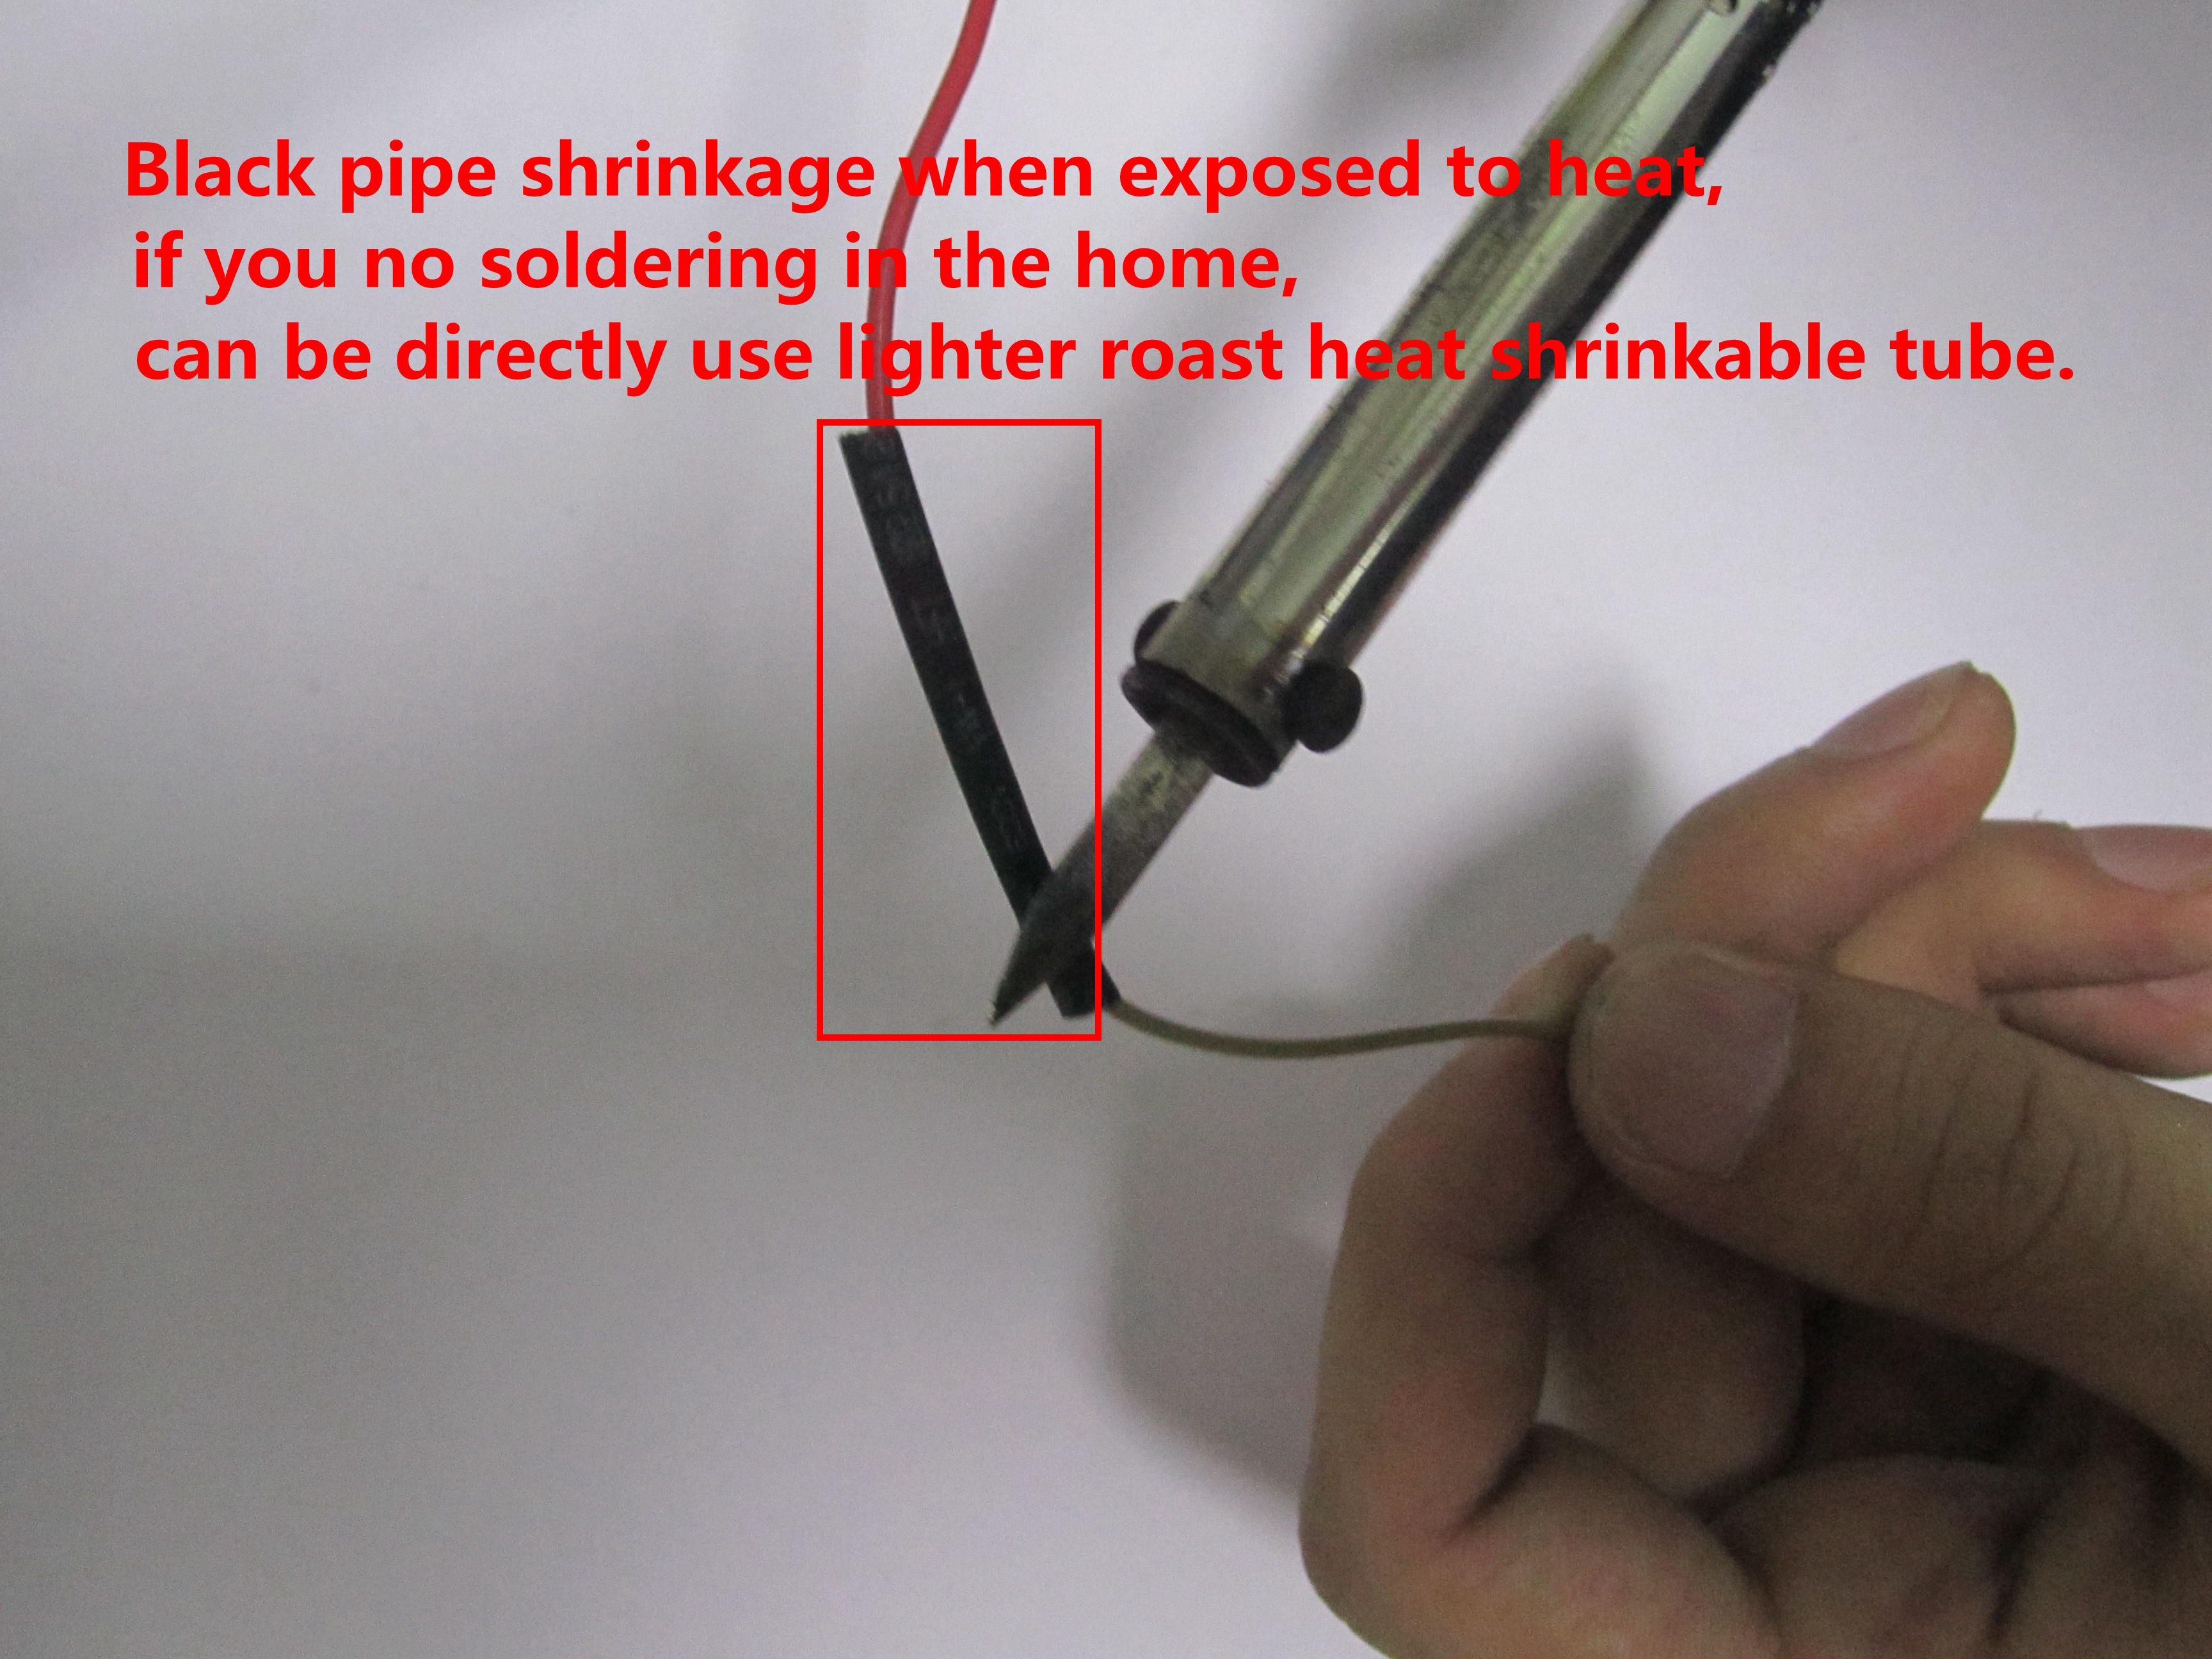 Black pipe shrinkage when exposed to heat,
if you no soldering in the home,
can be directly use lighter roast heat shrinkable tube.